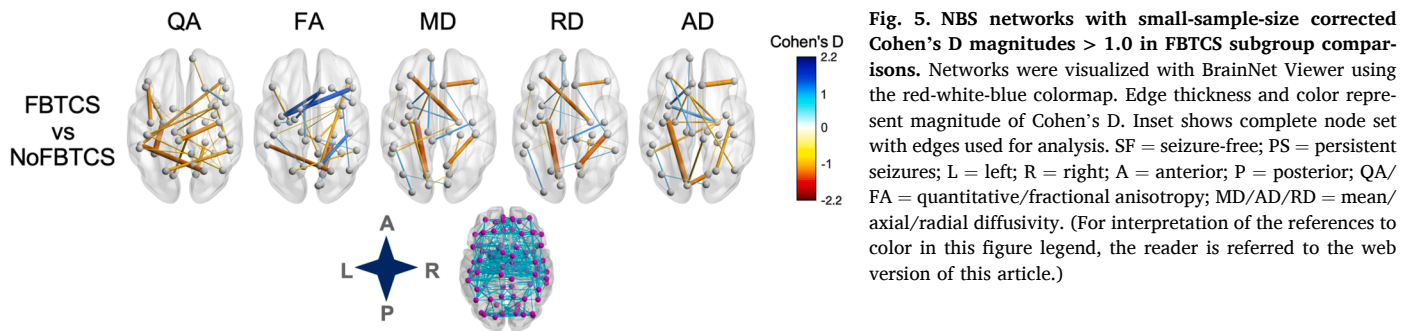 QA FA MD RD AD
Cohen's D
2.2
1
0
-1
-2.2
FBTCS
vs
NoFBTCS
A
L R
P
Fig. 5. NBS networks with small-sample-size corrected
Cohen's D magnitudes > 1.0 in FBTCS subgroup compar-
isons. Networks were visualized with BrainNet Viewer using
the red-white-blue colormap. Edge thickness and color repre-
sent magnitude of Cohen's D. Inset shows complete node set
with edges used for analysis. SF = seizure-free; PS = persistent
seizures; L = left; R = right; A = anterior; P = posterior; QA/
FA = quantitative/fractional anisotropy; MD/AD/RD = mean/
axial/radial diffusivity. (For interpretation of the references to
color in this figure legend, the reader is referred to the web
version of this article.)